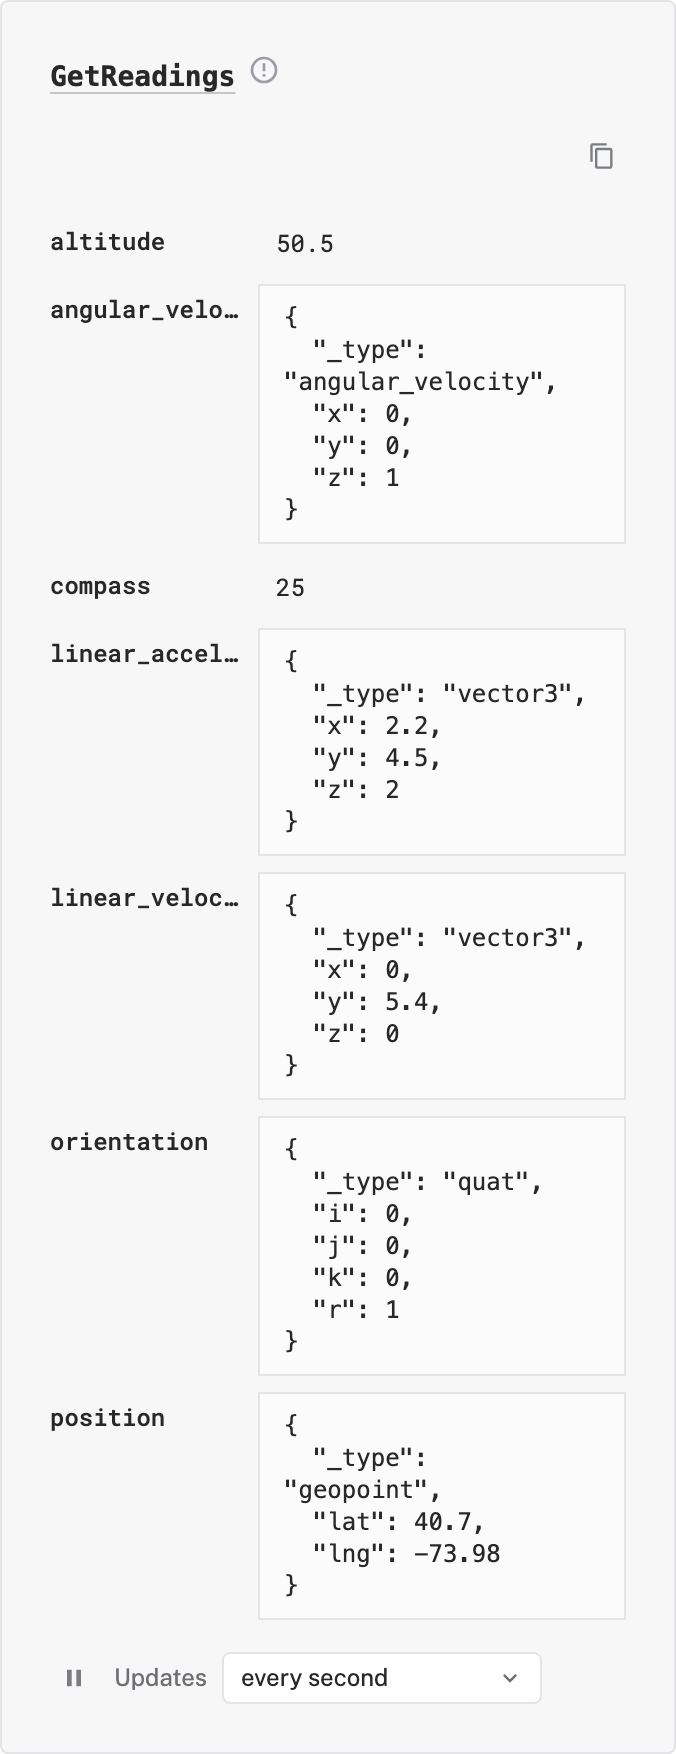 GetReadings
altitude 50.5
angular_velo… {
"_type":
"angular_velocity",
"x": 0,
"y": 0,
"z": 1
}
compass 25
linear_accel… {
"_type": "vector3",
"x": 2.2,
"y": 4.5,
"z": 2
}
linear_veloc… {
"_type": "vector3",
"x": 0,
"y": 5.4,
"z": 0
}
orientation {
"_type": "quat",
"i": 0,
"j": 0,
"k": 0,
"r": 1
}
position {
"_type":
"geopoint",
"lat": 40.7,
"lng": -73.98
}
Updates every second